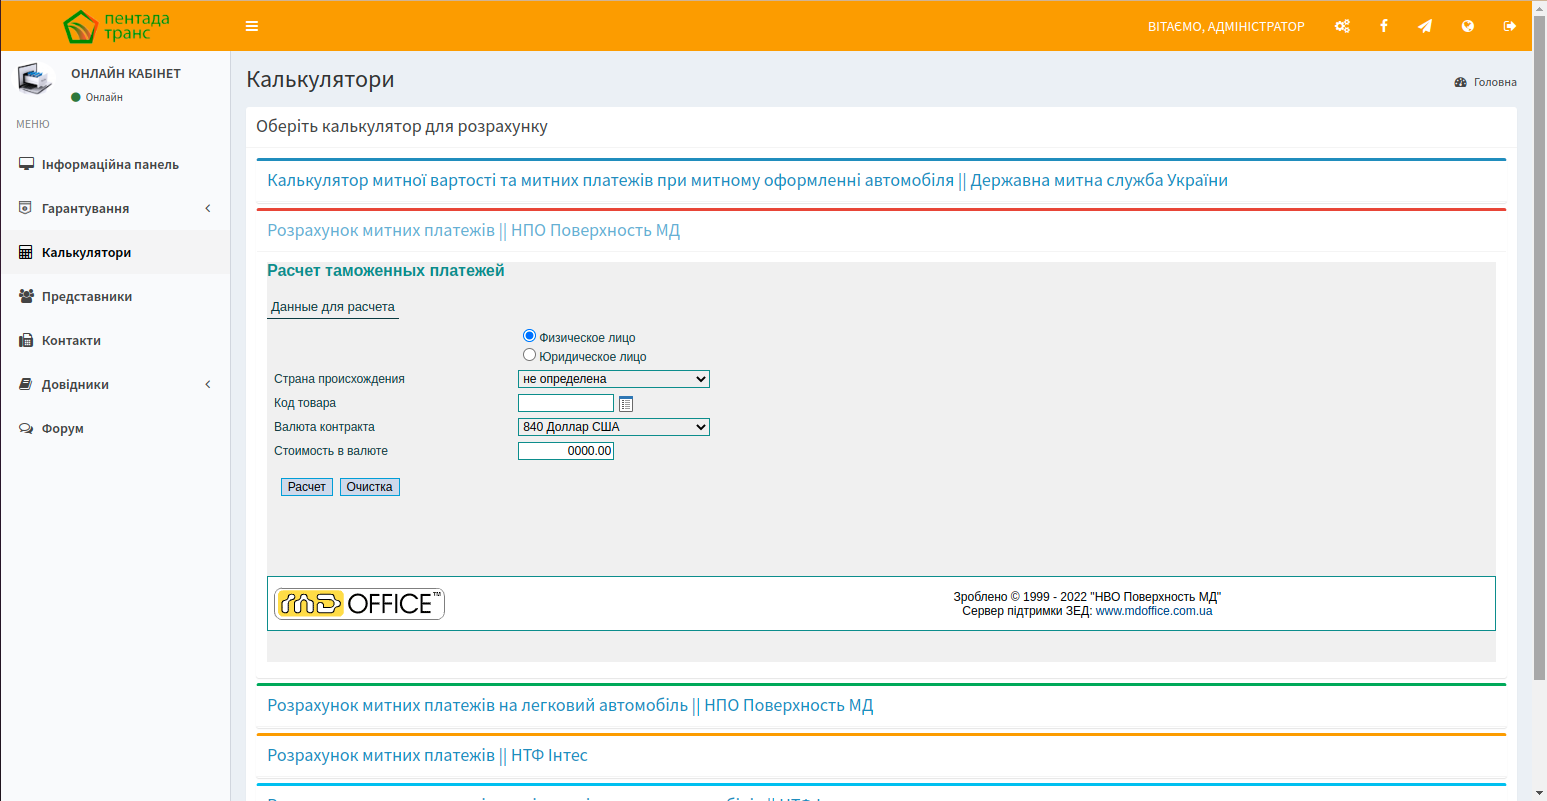 пентада
транс
ВІТАЄМО, АДМІНІСТРАТОР
ОНЛАЙН КАБІНЕТ
Онлайн
МЕНЮ
Інформаційна панель
Гарантування
Калькулятори
Представники
Контакти
Довідники
Форум
Калькулятори
Головна
Оберіть калькулятор для розрахунку
Калькулятор митної вартості та митних платежів при митному оформленні автомобіля || Державна митна служба України
Розрахунок митних платежів || НПО Поверхность МД
Расчет таможенных платежей
Данные для расчета
Физическое лицо
Юридическое лицо
Страна происхождения не определена
Код товара
Валюта контракта 840 Доллар США
Стоимость в валюте 0000.00
Расчет Очистка
MD OFFICE™
Зроблено © 1999 - 2022 "НВО Поверхность МД"
Сервер підтримки ЗЕД: www.mdoffice.com.ua
Розрахунок митних платежів на легковий автомобіль || НПО Поверхность МД
Розрахунок митних платежів || НТФ Інтес